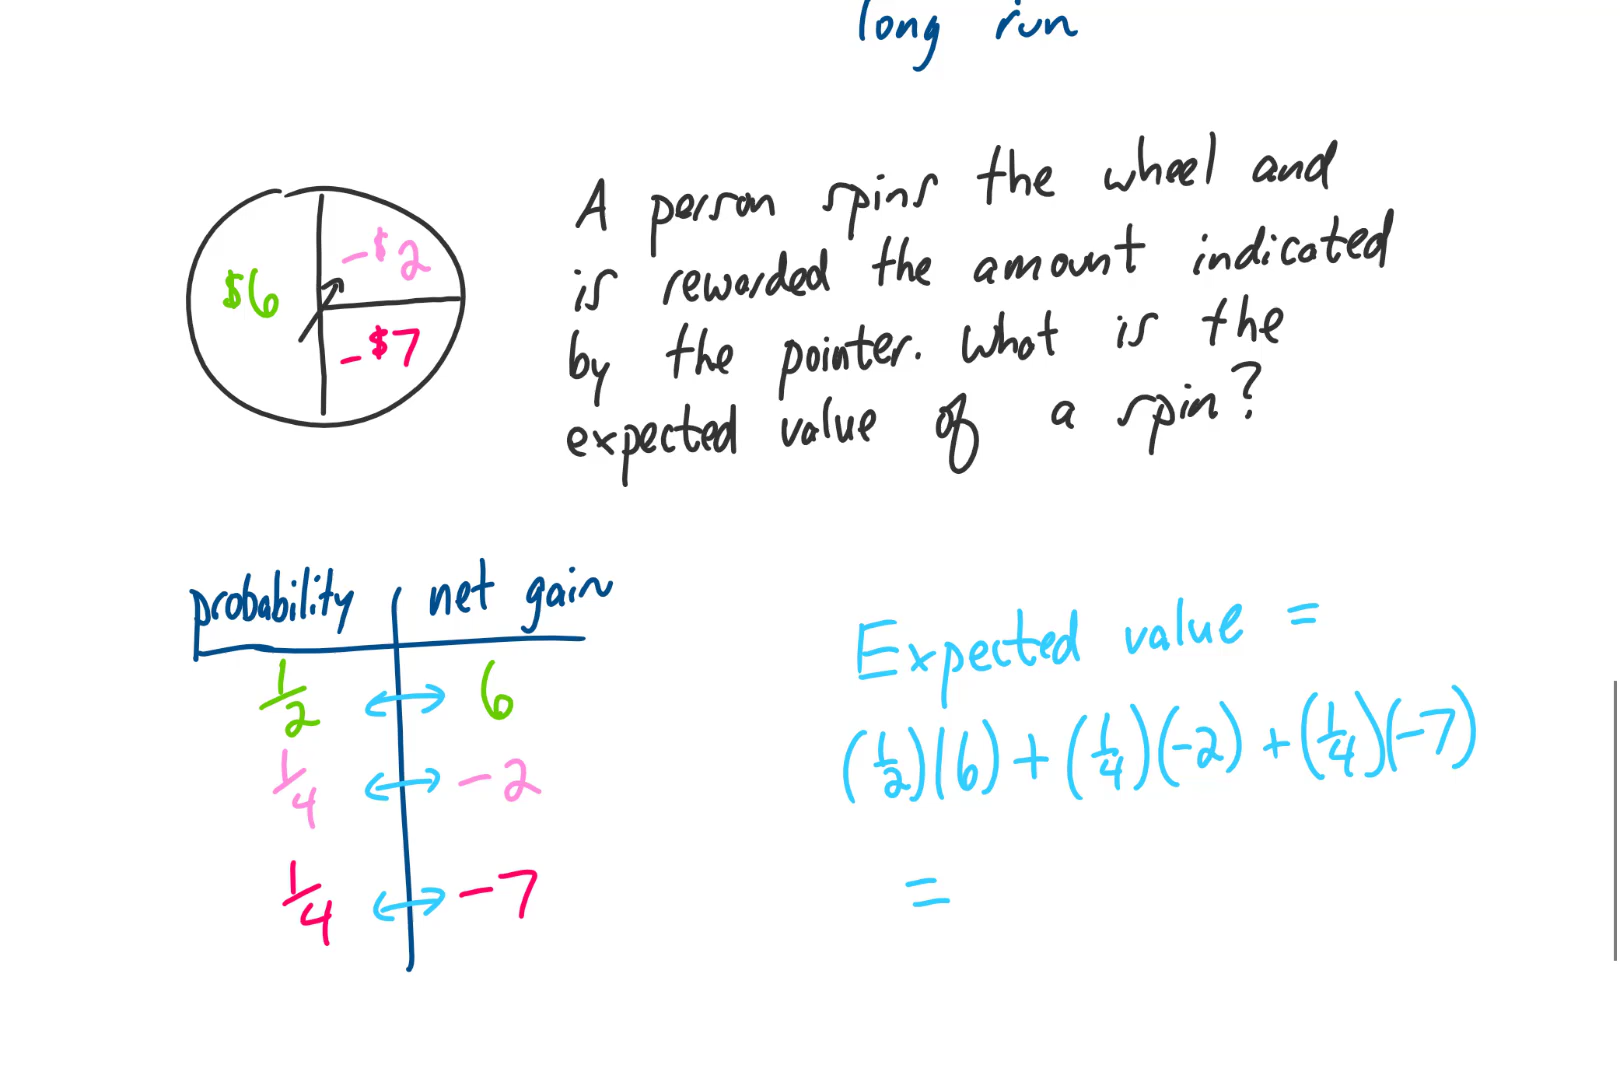 long run
A person spins the wheel and
is rewarded the amount indicated
by the pointer. What is the
expected value of a spin?
$6
-$2
-$7
probability net gain
1/2 ↔ 6
1/4 ↔ -2
1/4 ↔ -7
Expected value =
(1/2)(6) + (1/4)(-2) + (1/4)(-7)
=